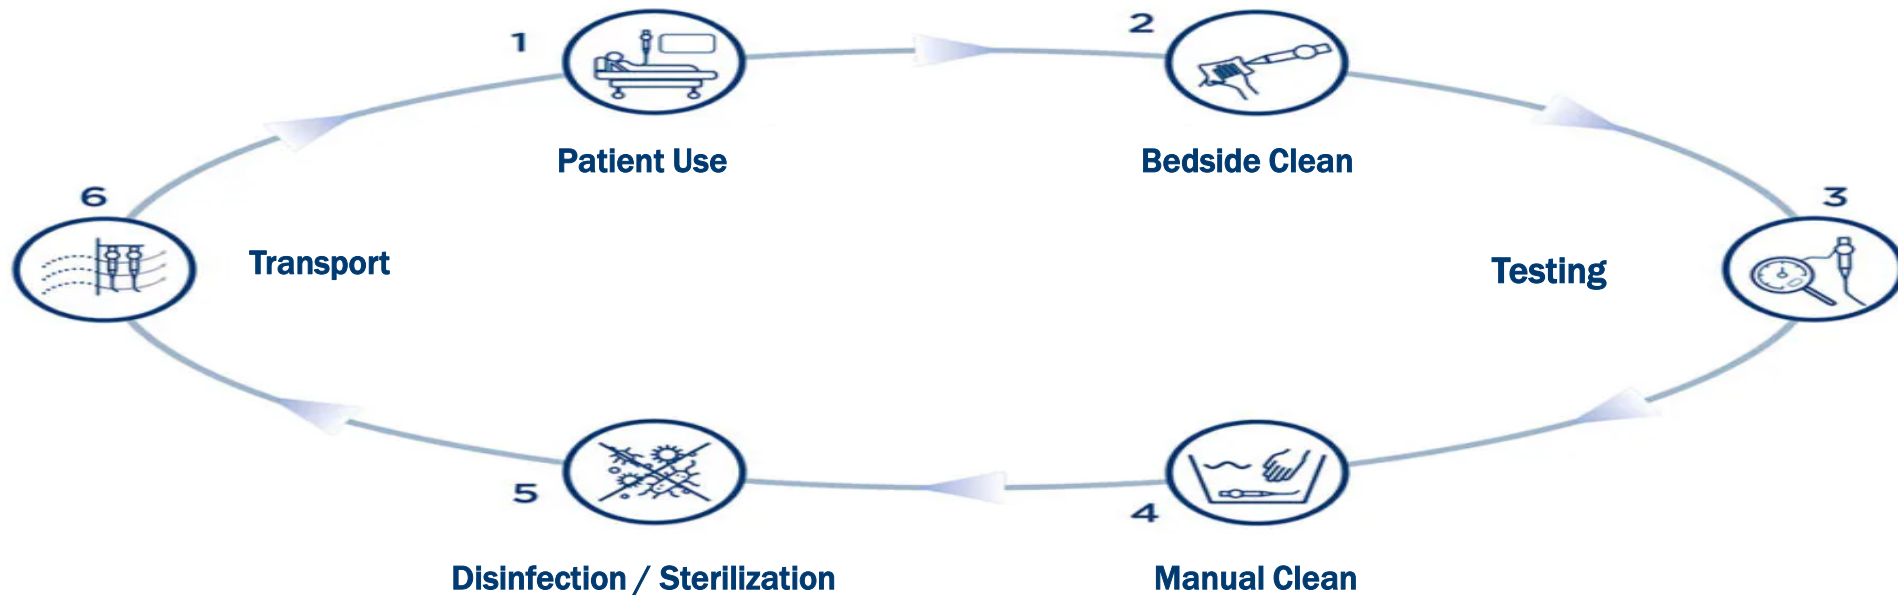 1
Patient Use
2
Bedside Clean
3
Testing
4
Manual Clean
5
Disinfection / Sterilization
6
Transport